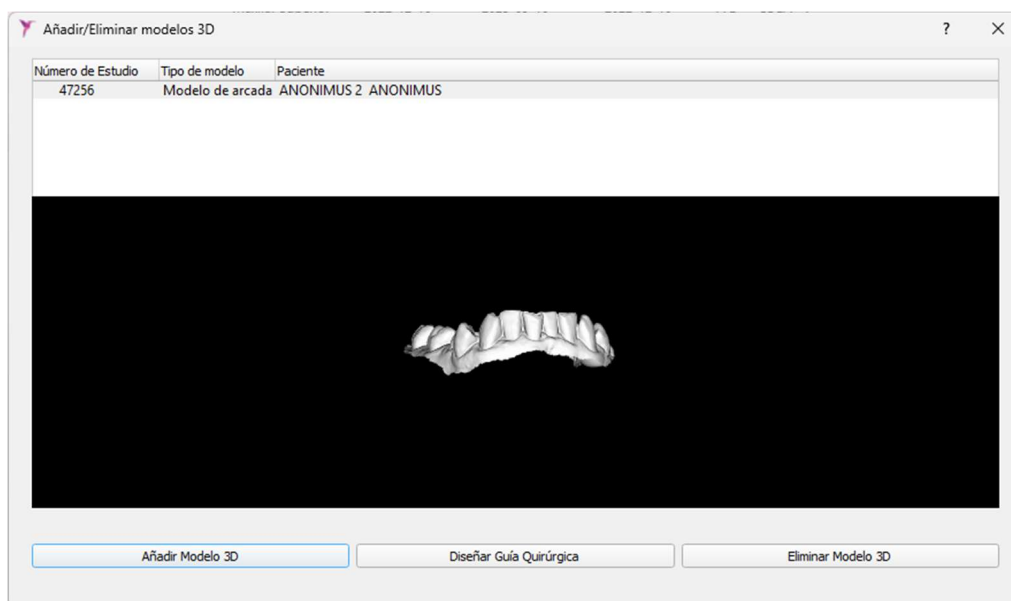 Añadir/Eliminar modelos 3D ?
Número de Estudio Tipo de modelo Paciente
47256 Modelo de arcada ANONIMUS 2 ANONIMUS
Añadir Modelo 3D Diseñar Guía Quirúrgica Eliminar Modelo 3D